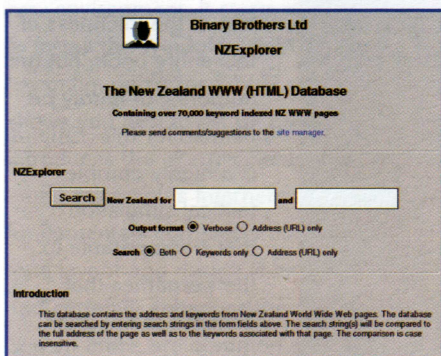 Binary Brothers Ltd
NZExplorer
The New Zealand WWW (HTML) Database
Containing over 70,000 keyword indexed NZ WWW pages
Please send comments/suggestions to the site manager.
NZExplorer
Search New Zealand for and
Output format Verbose Address (URL) only
Search Both Keywords only Address (URL) only
Introduction
This database contains the address and keywords from New Zealand World Wide Web pages. The database
can be searched by entering search strings in the form fields above. The search string(s) will be compared to
the full address of the page as well as to the keywords associated with that page. The comparison is case
insensitive.